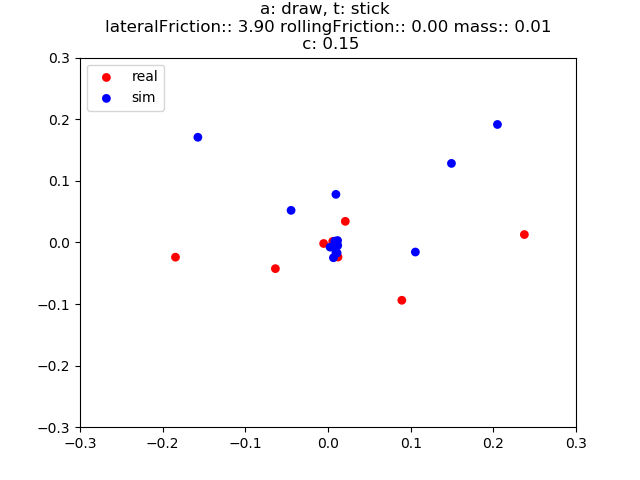 a: draw, t: stick
lateralFriction:: 3.90 rollingFriction:: 0.00 mass:: 0.01
c: 0.15
real
sim
0.3
0.2
0.1
0.0
−0.1
−0.2
−0.3
−0.3 −0.2 −0.1 0.0 0.1 0.2 0.3